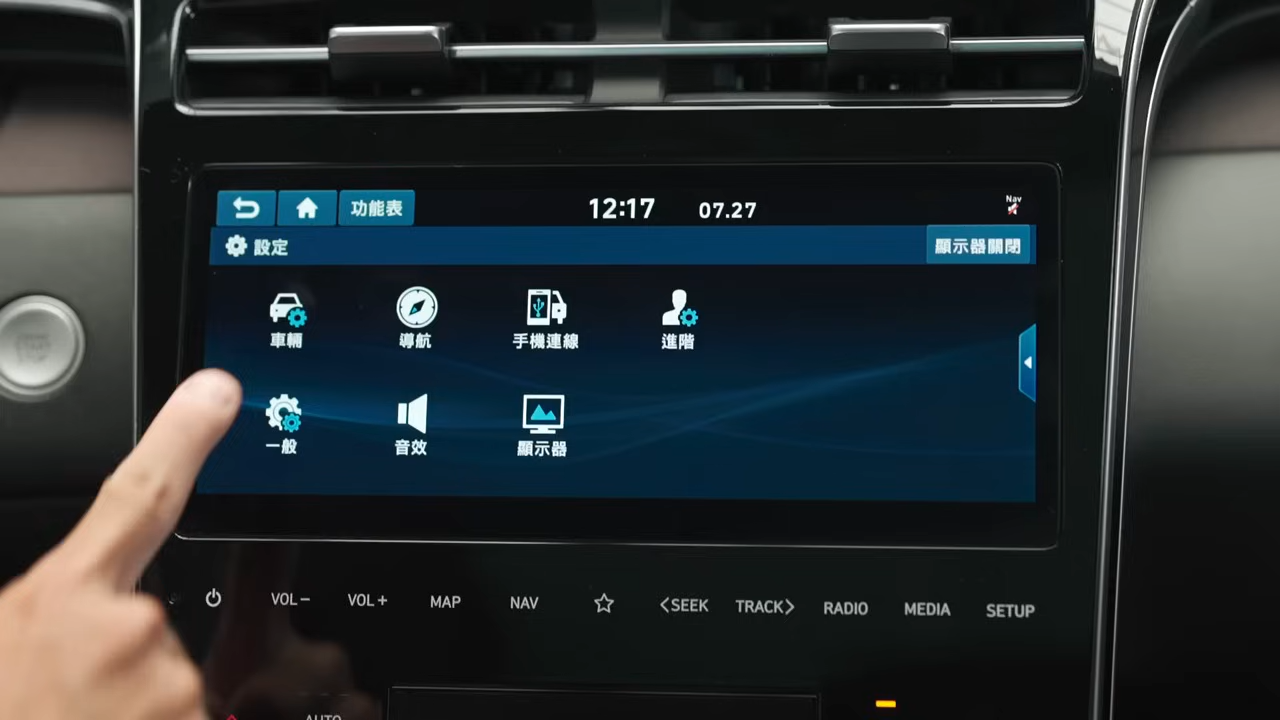 功能表 12:17 07.27 Nav
設定 顯示器關閉
車輛 導航 手機連線 進階
一般 音效 顯示器
VOL− VOL+ MAP NAV <SEEK TRACK> RADIO MEDIA SETUP
AUTO